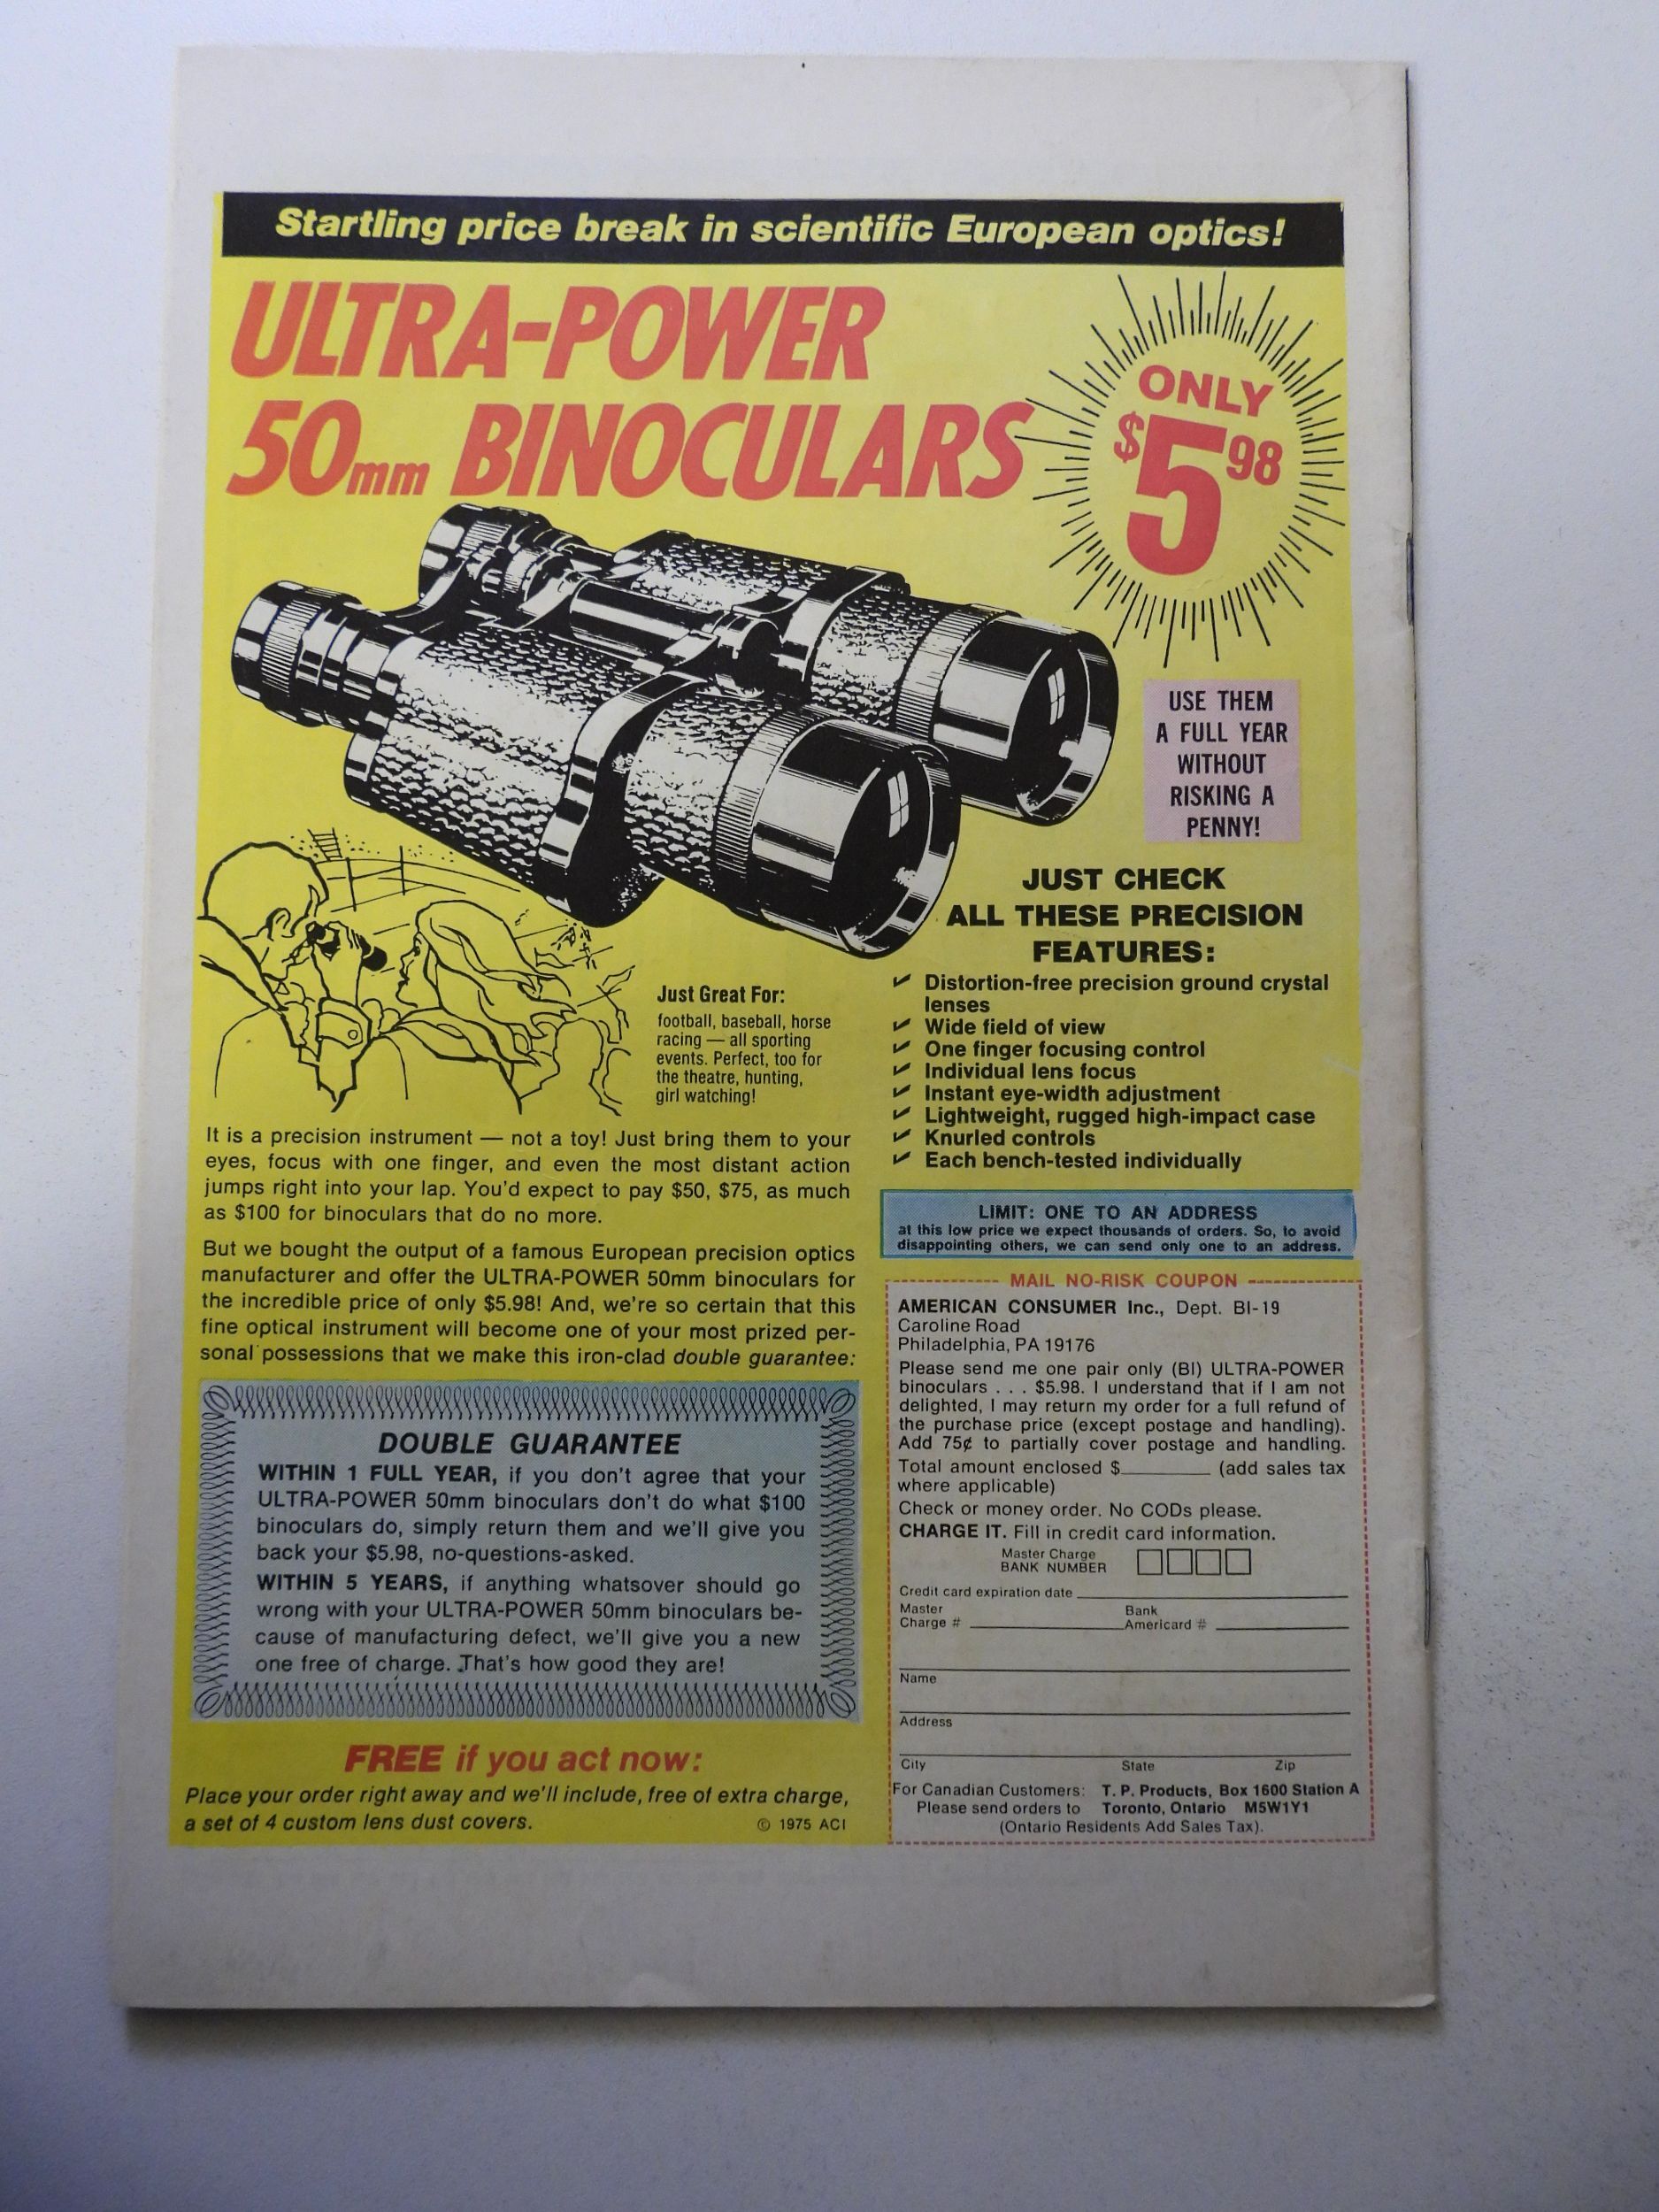 Startling price break in scientific European optics!
ULTRA-POWER
50mm BINOCULARS
ONLY
$5 98
USE THEM
A FULL YEAR
WITHOUT
RISKING A
PENNY!
JUST CHECK
ALL THESE PRECISION
FEATURES:
✔ Distortion-free precision ground crystal
lenses
✔ Wide field of view
✔ One finger focusing control
✔ Individual lens focus
✔ Instant eye-width adjustment
✔ Lightweight, rugged high-impact case
✔ Knurled controls
✔ Each bench-tested individually
Just Great For:
football, baseball, horse
racing — all sporting
events. Perfect, too for
the theatre, hunting,
girl watching!
It is a precision instrument — not a toy! Just bring them to your
eyes, focus with one finger, and even the most distant action
jumps right into your lap. You'd expect to pay $50, $75, as much
as $100 for binoculars that do no more.
But we bought the output of a famous European precision optics
manufacturer and offer the ULTRA-POWER 50mm binoculars for
the incredible price of only $5.98! And, we're so certain that this
fine optical instrument will become one of your most prized per-
sonal possessions that we make this iron-clad double guarantee:
DOUBLE GUARANTEE
WITHIN 1 FULL YEAR, if you don't agree that your
ULTRA-POWER 50mm binoculars don't do what $100
binoculars do, simply return them and we'll give you
back your $5.98, no-questions-asked.
WITHIN 5 YEARS, if anything whatsover should go
wrong with your ULTRA-POWER 50mm binoculars be-
cause of manufacturing defect, we'll give you a new
one free of charge. That's how good they are!
FREE if you act now:
Place your order right away and we'll include, free of extra charge,
a set of 4 custom lens dust covers.
© 1975 ACI
LIMIT: ONE TO AN ADDRESS
at this low price we expect thousands of orders. So, to avoid
disappointing others, we can send only one to an address.
MAIL NO-RISK COUPON
AMERICAN CONSUMER Inc., Dept. BI-19
Caroline Road
Philadelphia, PA 19176
Please send me one pair only (BI) ULTRA-POWER
binoculars . . . $5.98. I understand that if I am not
delighted, I may return my order for a full refund of
the purchase price (except postage and handling).
Add 75¢ to partially cover postage and handling.
Total amount enclosed $________ (add sales tax
where applicable)
Check or money order. No CODs please.
CHARGE IT. Fill in credit card information.
Master Charge
BANK NUMBER
Credit card expiration date
Master Bank
Charge # Americard #
Name
Address
City State Zip
For Canadian Customers: T. P. Products, Box 1600 Station A
Please send orders to Toronto, Ontario M5W1Y1
(Ontario Residents Add Sales Tax).